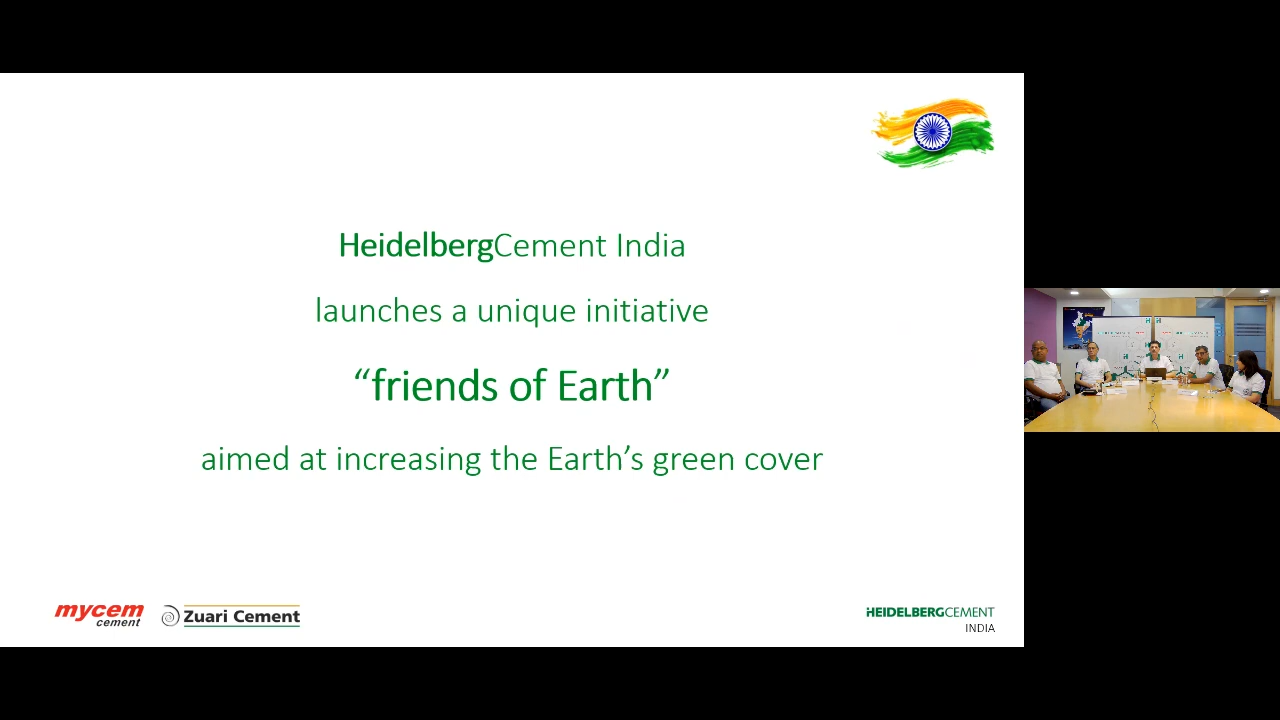 HeidelbergCement India
launches a unique initiative
“friends of Earth”
aimed at increasing the Earth’s green cover
mycem
cement
Zuari Cement
HEIDELBERGCEMENT
INDIA